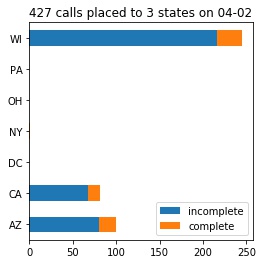 427 calls placed to 3 states on 04-02
WI
PA
OH
NY
DC
CA
AZ
incomplete
complete
0 50 100 150 200 250